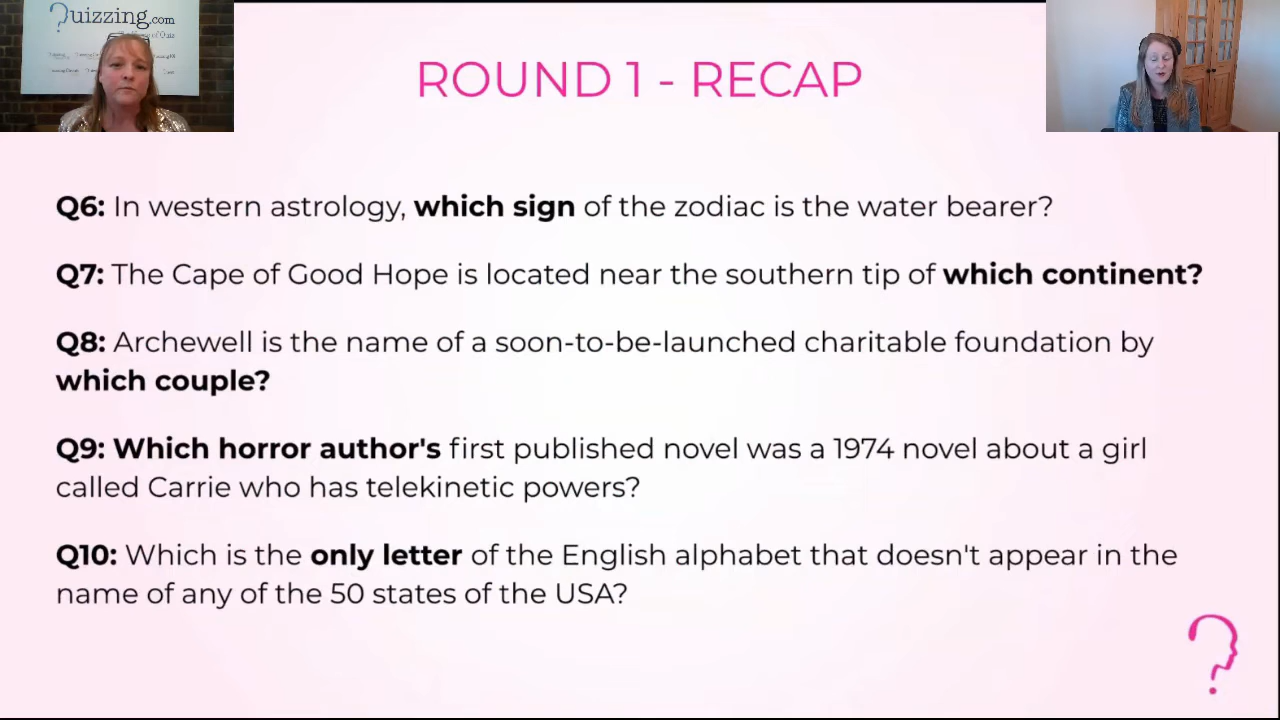 ?uizzing.com
ROUND 1 - RECAP
Q6: In western astrology, which sign of the zodiac is the water bearer?
Q7: The Cape of Good Hope is located near the southern tip of which continent?
Q8: Archewell is the name of a soon-to-be-launched charitable foundation by
which couple?
Q9: Which horror author's first published novel was a 1974 novel about a girl
called Carrie who has telekinetic powers?
Q10: Which is the only letter of the English alphabet that doesn't appear in the
name of any of the 50 states of the USA?